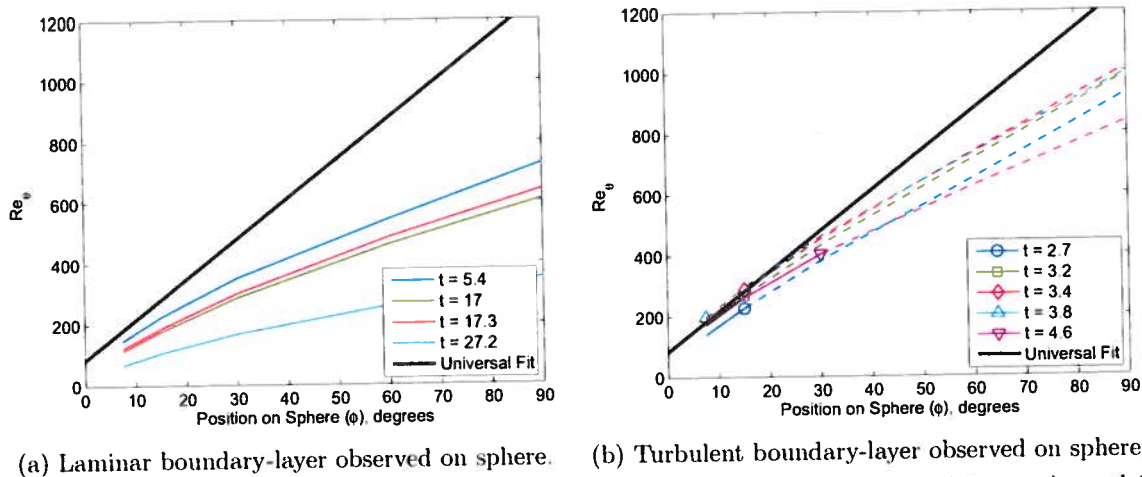 1200
1000
800
600
400
200
0
Re_θ
0 10 20 30 40 50 60 70 80 90
Position on Sphere (ϕ), degrees
t = 5.4
t = 17
t = 17.3
t = 27.2
Universal Fit
(a) Laminar boundary-layer observed on sphere.
1200
1000
800
600
400
200
0
Re_θ
0 10 20 30 40 50 60 70 80 90
Position on Sphere (ϕ), degrees
t = 2.7
t = 3.2
t = 3.4
t = 3.8
t = 4.6
Universal Fit
(b) Turbulent boundary-layer observed on sphere